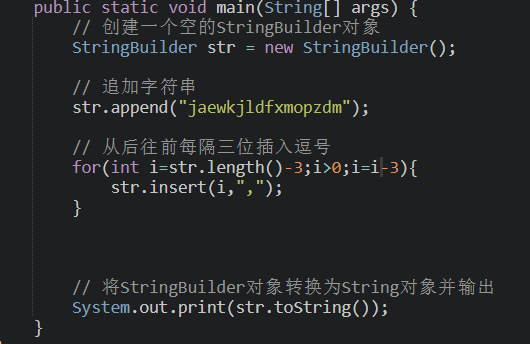 public static void main(String[] args) {
// 创建一个空的StringBuilder对象
StringBuilder str = new StringBuilder();
// 追加字符串
str.append("jaewkjldfxmopzdm");
// 从后往前每隔三位插入逗号
for(int i=str.length()-3;i>0;i=i-3){
str.insert(i,",");
}
// 将StringBuilder对象转换为String对象并输出
System.out.print(str.toString());
}